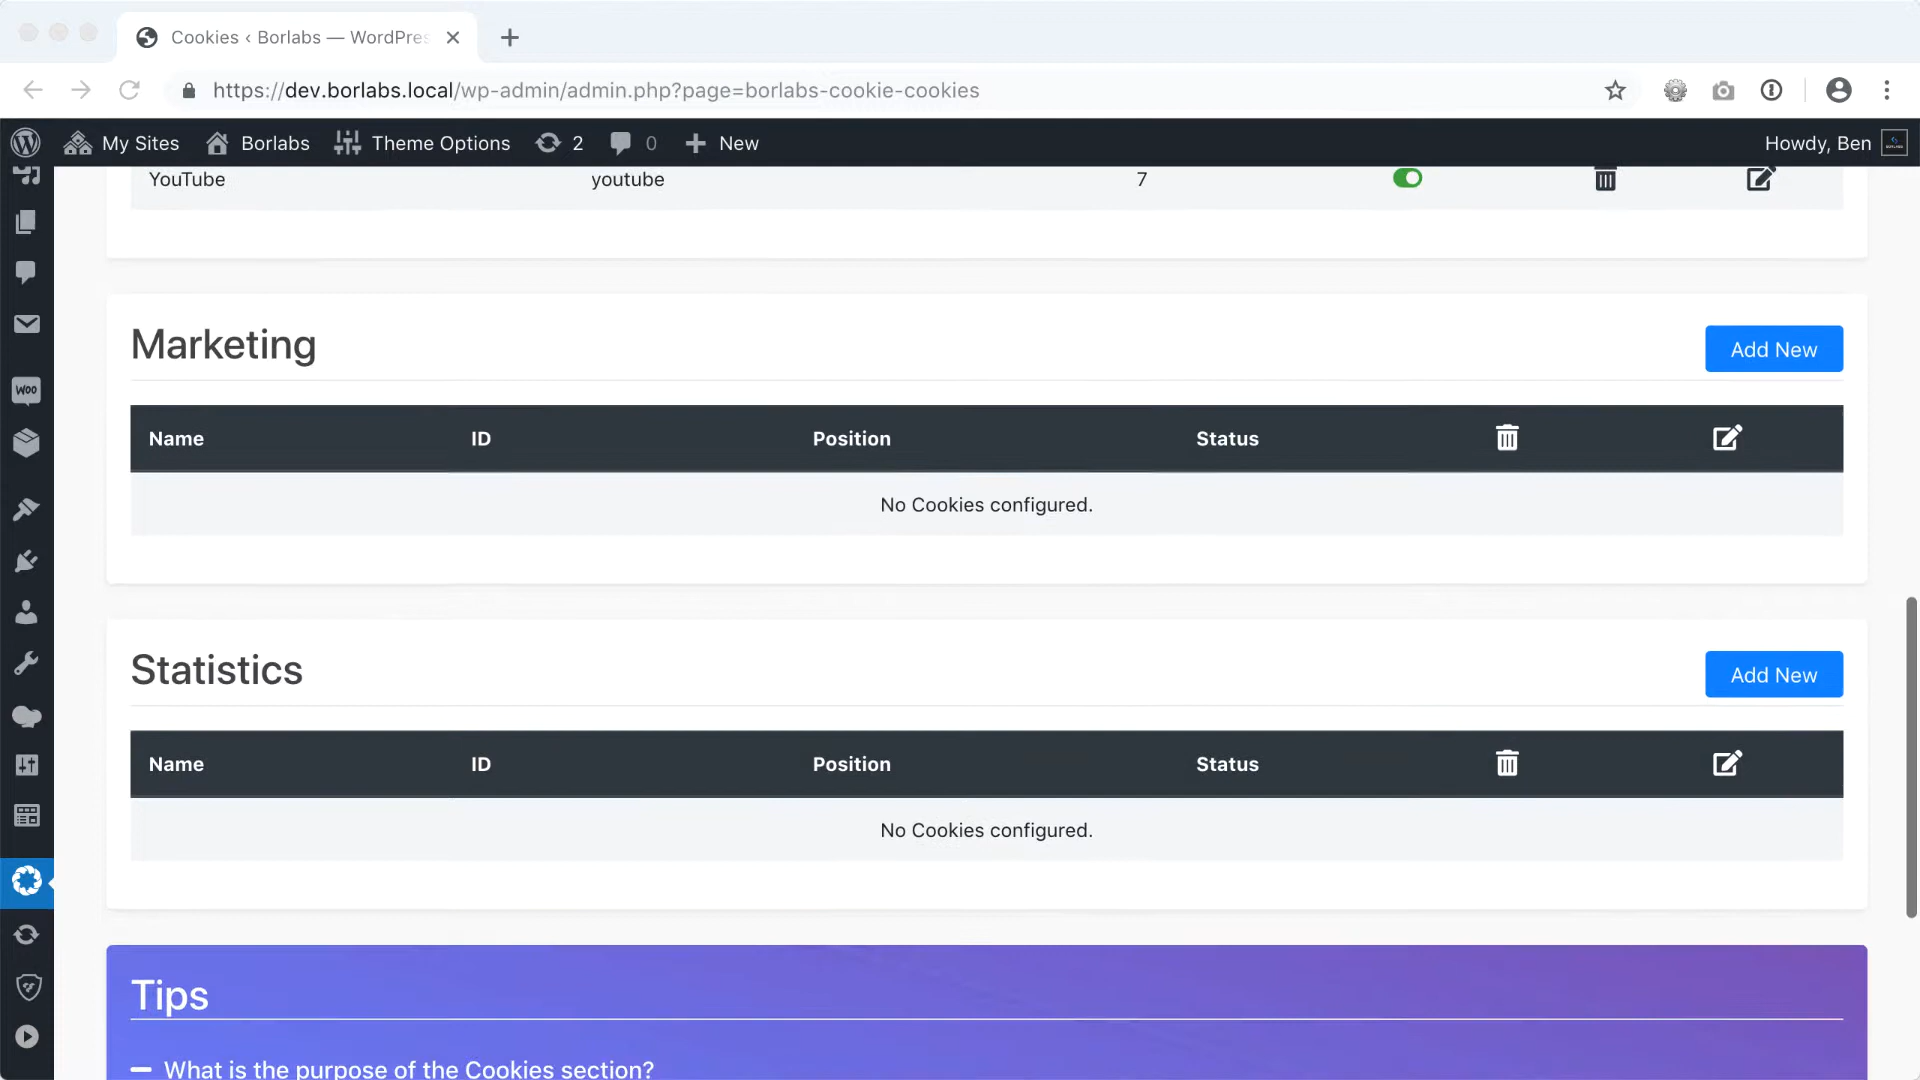 Cookies ‹ Borlabs — WordPres
https://dev.borlabs.local/wp-admin/admin.php?page=borlabs-cookie-cookies
My Sites Borlabs Theme Options 2 0 New Howdy, Ben
YouTube youtube 7
Marketing Add New
Name ID Position Status
No Cookies configured.
Statistics Add New
Name ID Position Status
No Cookies configured.
Tips
What is the purpose of the Cookies section?
WOO